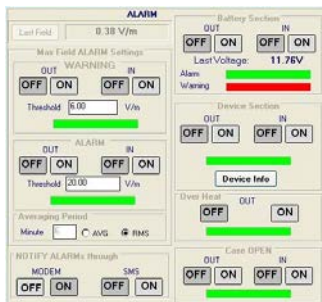 ALARM
Last Field 0.38 V/m
Max Field ALARM Settings
WARNING
OUT IN
OFF ON OFF ON
Threshold 6.00 V/m
ALARM
OUT IN
OFF ON OFF ON
Threshold 20.00 V/m
Averaging Period
Minute 6 AVG RMS
NOTIFY ALARMs through
MODEM SMS
OFF ON OFF ON
Battery Section
OUT IN
OFF ON OFF ON
Last Voltage: 11.76V
Alarm
Warning
Device Section
OUT IN
OFF ON OFF ON
Device Info
Over Heat
OUT
OFF ON
Case OPEN
OUT IN
OFF ON OFF ON